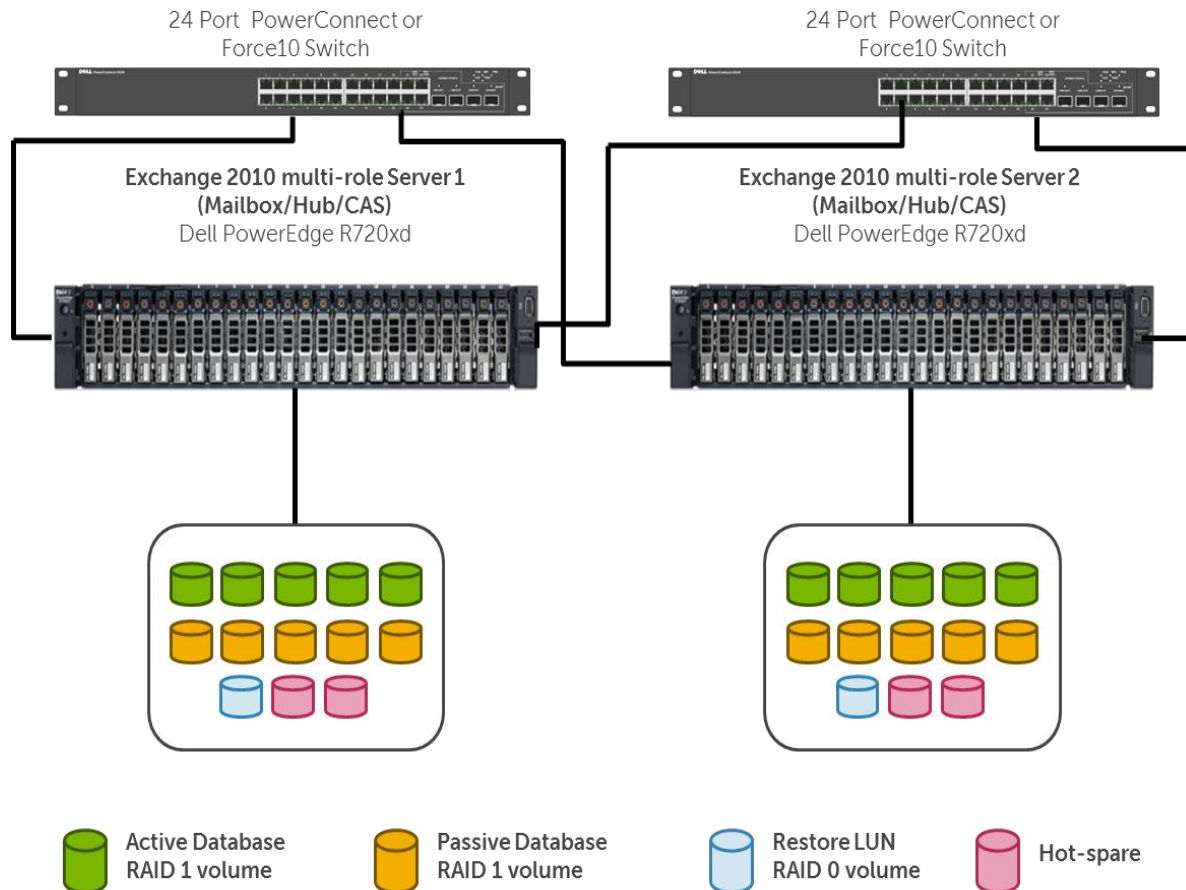 24 Port PowerConnect or
Force10 Switch
24 Port PowerConnect or
Force10 Switch
DELL
DELL
Exchange 2010 multi-role Server 1
(Mailbox/Hub/CAS)
Dell PowerEdge R720xd
Exchange 2010 multi-role Server 2
(Mailbox/Hub/CAS)
Dell PowerEdge R720xd
Active Database
RAID 1 volume
Passive Database
RAID 1 volume
Restore LUN
RAID 0 volume
Hot-spare